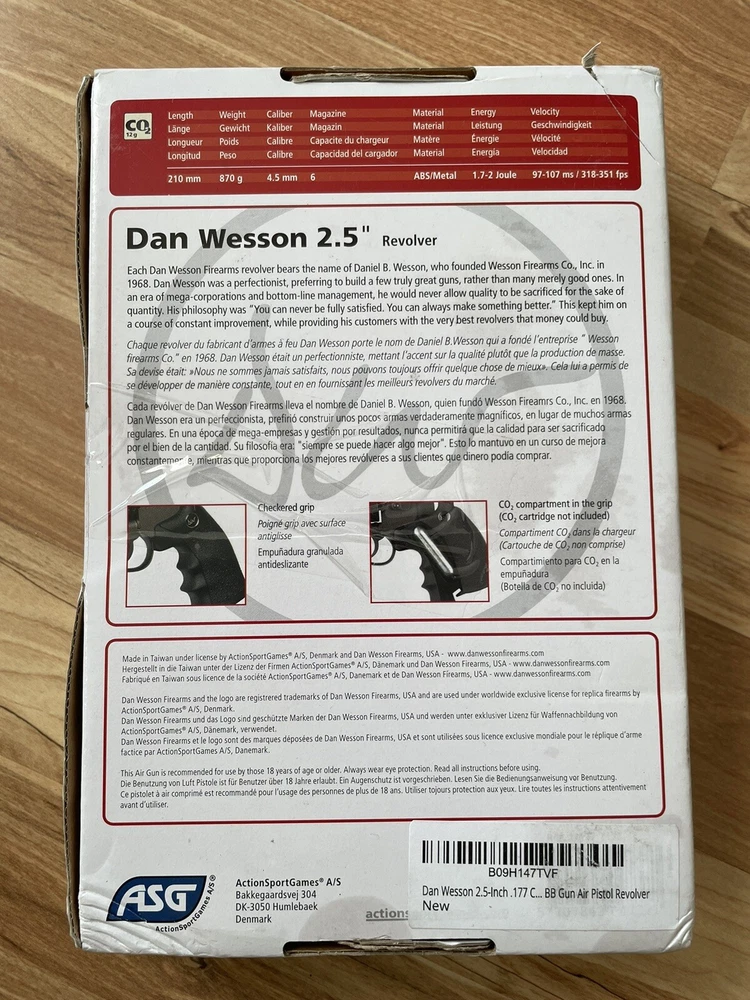 CO2
12g
Length Weight Caliber Magazine Material Energy Velocity
Länge Gewicht Kaliber Magazin Material Leistung Geschwindigkeit
Longueur Poids Calibre Capacite du chargeur Matère Énergie Vélocité
Longitud Peso Calibre Capacidad del cargador Material Energía Velocidad
210 mm 870 g 4.5 mm 6 ABS/Metal 1.7-2 Joule 97-107 ms / 318-351 fps
Dan Wesson 2.5" Revolver
Each Dan Wesson Firearms revolver bears the name of Daniel B. Wesson, who founded Wesson Firearms Co., Inc. in
1968. Dan Wesson was a perfectionist, preferring to build a few truly great guns, rather than many merely good ones. In
an era of mega-corporations and bottom-line management, he would never allow quality to be sacrificed for the sake of
quantity. His philosophy was "You can never be fully satisfied. You can always make something better." This kept him on
a course of constant improvement, while providing his customers with the very best revolvers that money could buy.
Chaque revolver du fabricant d'armes à feu Dan Wesson porte le nom de Daniel B.Wesson qui a fondé l'entreprise " Wesson
firearms Co." en 1968. Dan Wesson était un perfectionniste, mettant l'accent sur la qualité plutôt que la production de masse.
Sa devise était: »Nous ne sommes jamais satisfaits, nous pouvons toujours offrir quelque chose de mieux». Cela lui a permis de
se développer de manière constante, tout en en fournissant les meilleurs revolvers du marché.
Cada revólver de Dan Wesson Firearms lleva el nombre de Daniel B. Wesson, quien fundó Wesson Fireamrs Co., Inc. en 1968.
Dan Wesson era un perfeccionista, prefirió construir unos pocos armas verdaderamente magníficos, en lugar de muchos armas
regulares. En una época de mega-empresas y gestión por resultados, nunca permitirá que la calidad para ser sacrificado
por el bien de la cantidad. Su filosofía era: "siempre se puede hacer algo mejor". Esto lo mantuvo en un curso de mejora
constantemente, mientras que proporciona los mejores revólveres a sus clientes que dinero podía comprar.
Checkered grip
Poigné grip avec surface
antiglisse
Empuñadura granulada
antideslizante
CO2 compartment in the grip
(CO2 cartridge not included)
Compartiment CO2 dans la chargeur
(Cartouche de CO2 non comprise)
Compartimiento para CO2 en la
empuñadura
(Botella de CO2 no incluida)
Made in Taiwan under license by ActionSportGames® A/S, Denmark and Dan Wesson Firearms, USA - www.danwessonfirearms.com
Hergestellt in die Taiwan unter der Lizenz der Firmen ActionSportGames® A/S, Dänemark und Dan Wesson Firearms, USA - www.danwessonfirearms.com
Fabriqué en Taiwan sous licence de la société ActionSportGames® A/S, Danemark et de Dan Wesson Firearms, USA - www.danwessonfirearms.com
Dan Wesson Firearms and the logo are registrered trademarks of Dan Wesson Firearms, USA and are used under worldwide exclusive license for replica firearms by
ActionSportGames® A/S, Denmark.
Dan Wesson Firearms und das Logo sind geschützte Marken der Dan Wesson Firearms, USA und werden unter exklusiver Lizenz für Waffennachbildung von
ActionSportGames® A/S, Dänemark, verwendet.
Dan Wesson Firearms et le logo sont des marques déposées de Dan Wesson Firearms, USA et sont utilisées sous licence exclusive mondiale pour le réplique d'arme
factice par ActionSportGames A/S, Danemark.
This Air Gun is recommended for use by those 18 years of age or older. Always wear eye protection. Read all instructions before using.
Die Benutzung von Luft Pistole ist für Benutzer über 18 Jahre erlaubt. Ein Augenschutz ist vorgeschrieben. Lesen Sie die Bedienungsanweisung vor Benutzung.
Ce pistolet à air comprimé est recommandé pour l'usage des personnes de plus de 18 ans. Utiliser tojours protection aux yeux. Lire toutes les instructions attentivement
avant d'utiliser.
ASG
ActionSportGames A/S®
ActionSportGames® A/S
Bakkegaardsvej 304
DK-3050 Humlebaek
Denmark
actions
B09H147TVF
Dan Wesson 2.5-Inch .177 C... BB Gun Air Pistol Revolver
New